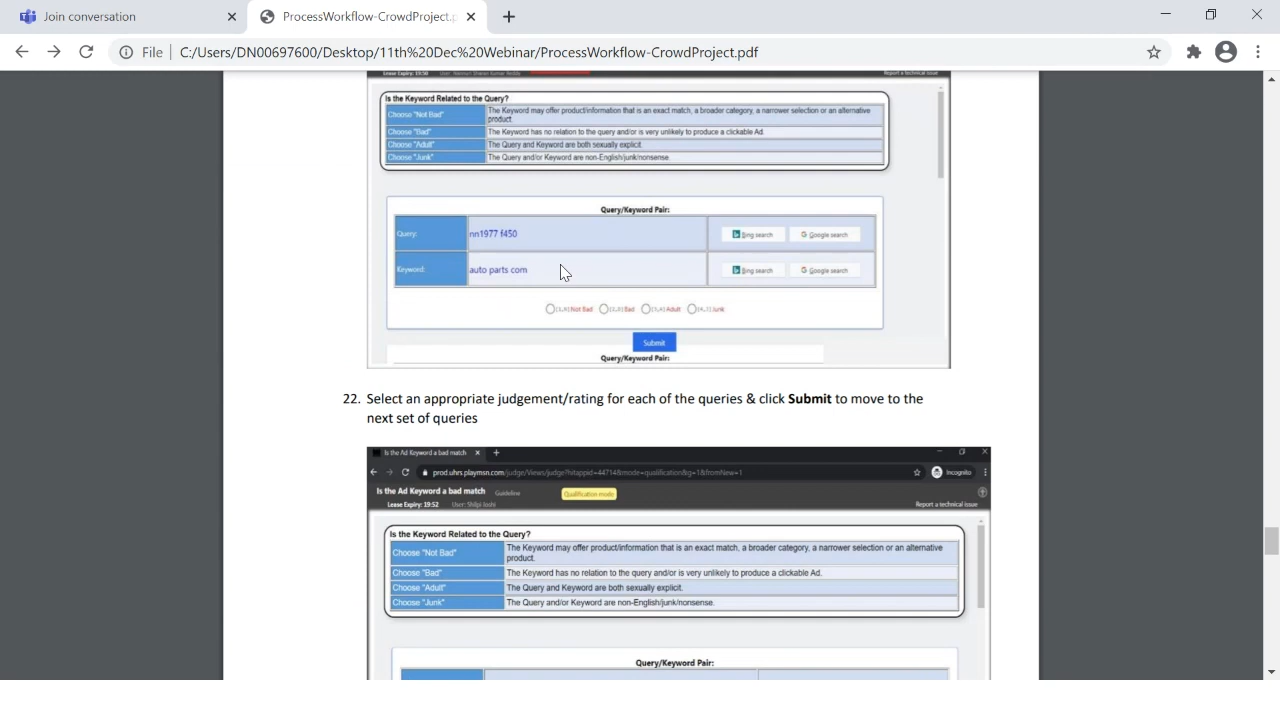 Join conversation
ProcessWorkflow-CrowdProject.p
File C:/Users/DN00697600/Desktop/11th%20Dec%20Webinar/ProcessWorkflow-CrowdProject.pdf
Lease Expiry: 19:50 Report a technical issue
Is the Keyword Related to the Query?
Choose "Not Bad" The Keyword may offer product/information that is an exact match, a broader category, a narrower selection or an alternative
product.
Choose "Bad" The Keyword has no relation to the query and/or is very unlikely to produce a clickable Ad.
Choose "Adult" The Query and Keyword are both sexually explicit.
Choose "Junk" The Query and/or Keyword are non-English/junk/nonsense.
Query/Keyword Pair:
Query: nn1977 f450 Bing search Google search
Keyword: auto parts com Bing search Google search
Not Bad Bad Adult Junk
Submit
Query/Keyword Pair:
22. Select an appropriate judgement/rating for each of the queries & click Submit to move to the
next set of queries
Is the Ad Keyword a bad match
prod.uhrs.playmsn.com/judge/Views/judge?hitappid=44714&mode=qualification&g=1&fromNew=1 Incognito
Is the Ad Keyword a bad match Guideline Qualification mode
Lease Expiry: 19:52 User: Shilpi Joshi Report a technical issue
Is the Keyword Related to the Query?
Choose "Not Bad" The Keyword may offer product/information that is an exact match, a broader category, a narrower selection or an alternative
product.
Choose "Bad" The Keyword has no relation to the query and/or is very unlikely to produce a clickable Ad.
Choose "Adult" The Query and Keyword are both sexually explicit.
Choose "Junk" The Query and/or Keyword are non-English/junk/nonsense.
Query/Keyword Pair: